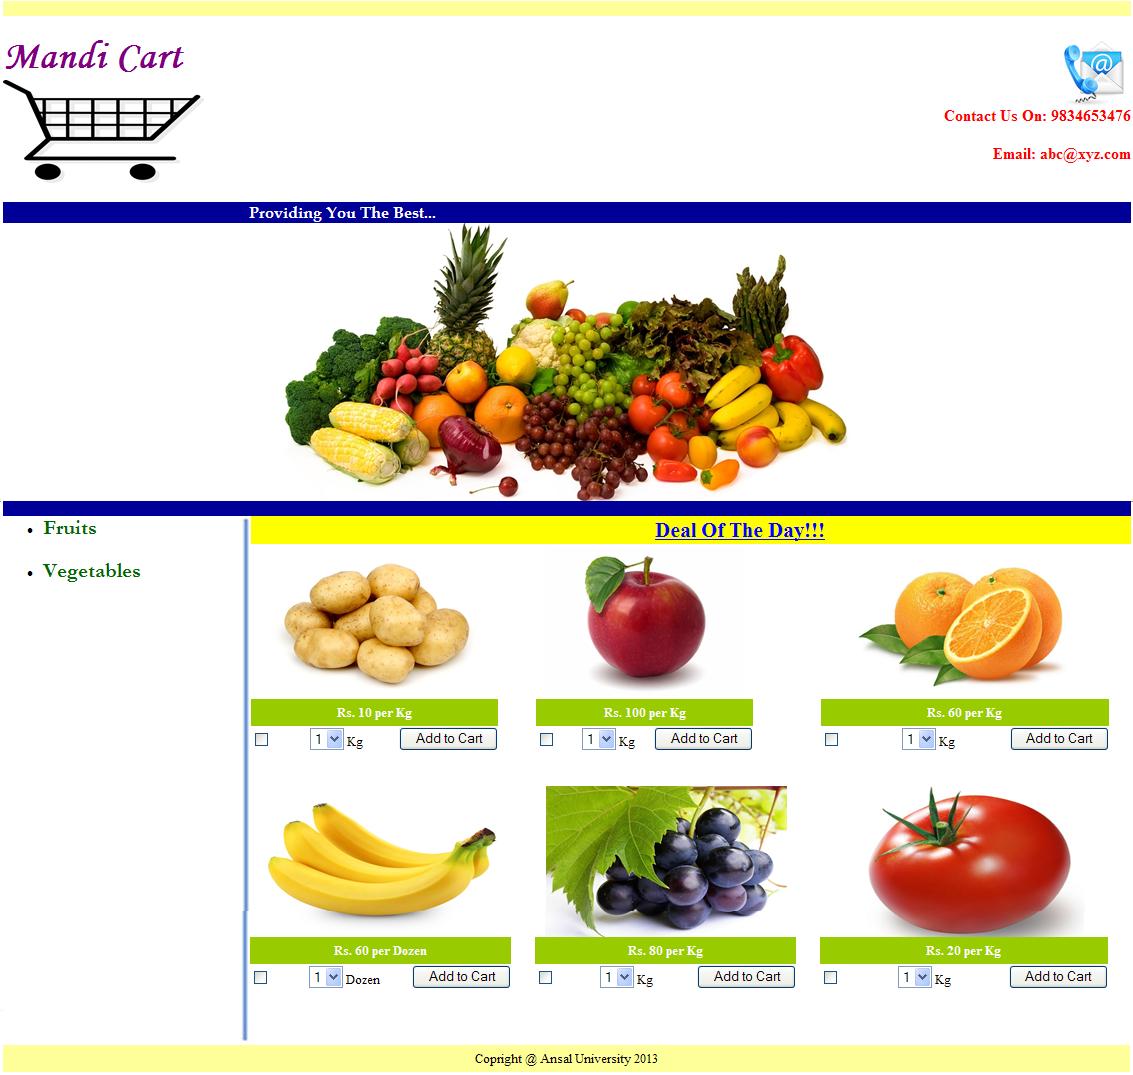 Mandi Cart
Contact Us On: 9834653476
Email: abc@xyz.com
Providing You The Best...
Fruits
Vegetables
Deal Of The Day!!!
Rs. 10 per Kg
1 Kg Add to Cart
Rs. 100 per Kg
1 Kg Add to Cart
Rs. 60 per Kg
1 Kg Add to Cart
Rs. 60 per Dozen
1 Dozen Add to Cart
Rs. 80 per Kg
1 Kg Add to Cart
Rs. 20 per Kg
1 Kg Add to Cart
Copright @ Ansal University 2013